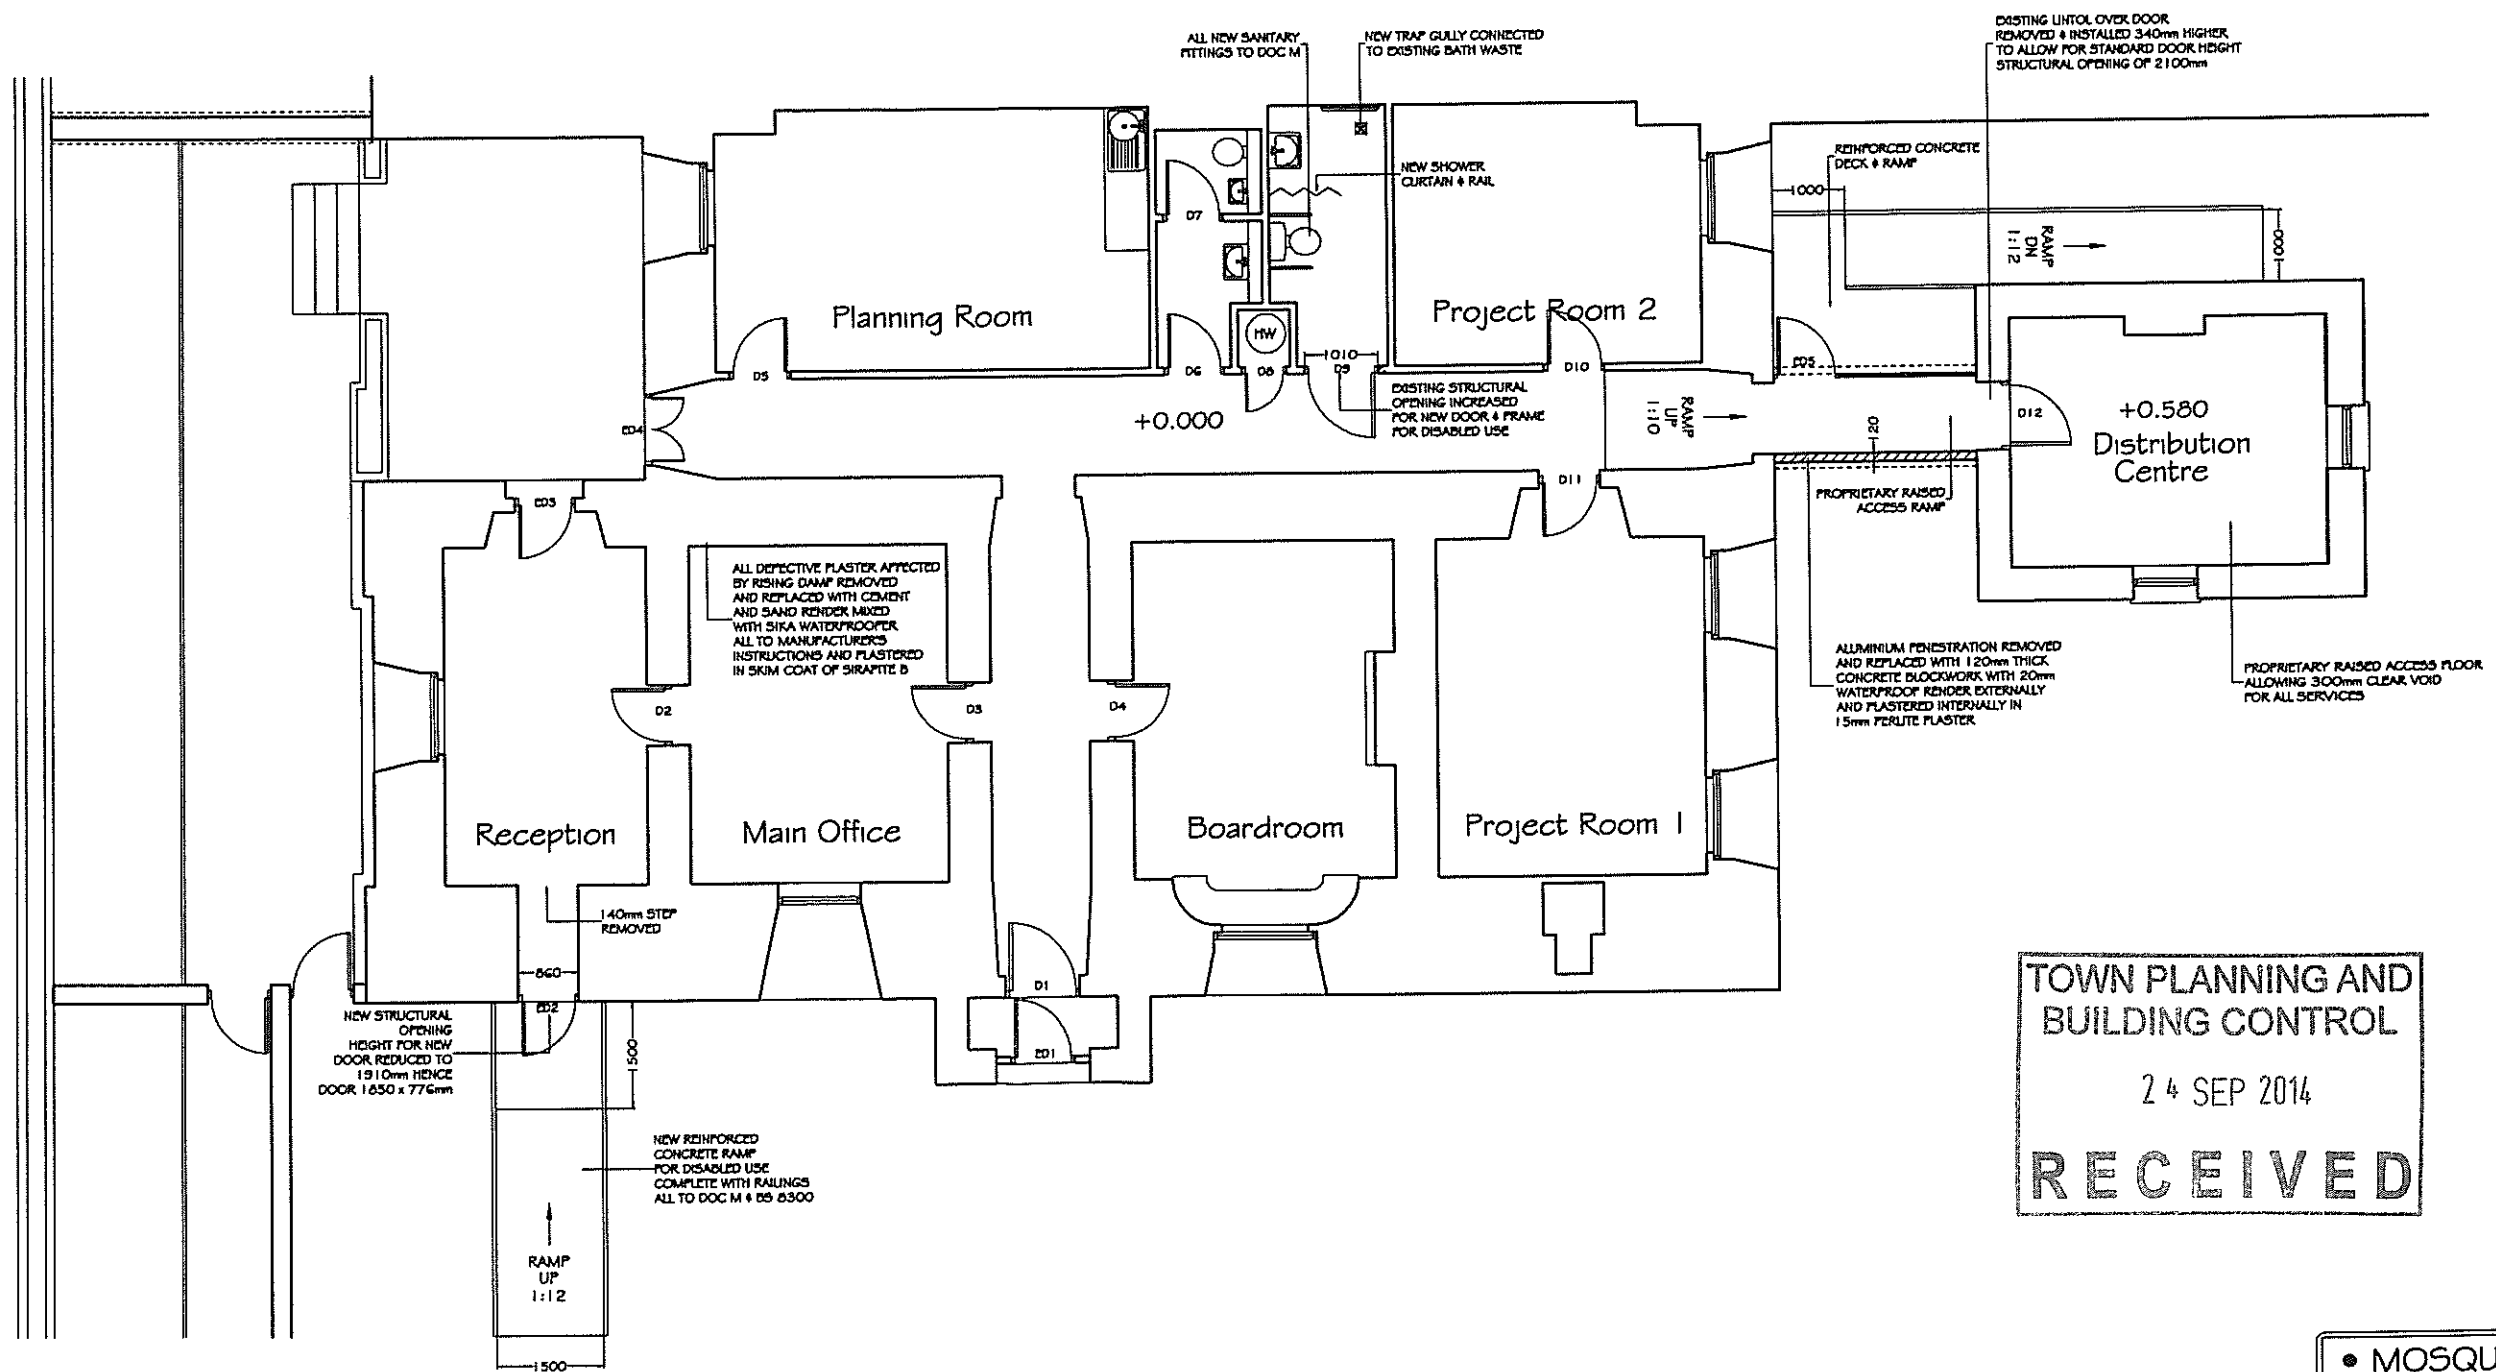 ALL NEW SANITARY
FITTINGS TO DOC M
NEW TRAP GULLY CONNECTED
TO EXISTING BATH WASTE
EXISTING LINTOL OVER DOOR
REMOVED & INSTALLED 340mm HIGHER
TO ALLOW FOR STANDARD DOOR HEIGHT
STRUCTURAL OPENING OF 2100mm
NEW SHOWER
CURTAIN & RAIL
REINFORCED CONCRETE
DECK & RAMP
1000
1000
RAMP
DN
1:12
D7
Planning Room
Project Room 2
HW
D5
D6
D8
1010
D9
D10
ED5
ED4
+0.000
EXISTING STRUCTURAL
OPENING INCREASED
FOR NEW DOOR & FRAME
FOR DISABLED USE
RAMP
UP
1:10
D12
+0.580
Distribution
Centre
120
D11
ED3
PROPRIETARY RAISED
ACCESS RAMP
ALL DEFECTIVE PLASTER AFFECTED
BY RISING DAMP REMOVED
AND REPLACED WITH CEMENT
AND SAND RENDER MIXED
WITH SIKA WATERPROOFER
ALL TO MANUFACTURERS
INSTRUCTIONS AND PLASTERED
IN SKIM COAT OF SIRAPITE B
ALUMINIUM FENESTRATION REMOVED
AND REPLACED WITH 120mm THICK
CONCRETE BLOCKWORK WITH 20mm
WATERPROOF RENDER EXTERNALLY
AND PLASTERED INTERNALLY IN
15mm PERLITE PLASTER
PROPRIETARY RAISED ACCESS FLOOR
ALLOWING 300mm CLEAR VOID
FOR ALL SERVICES
D2
D3
D4
Reception
Main Office
Boardroom
Project Room 1
140mm STEP
REMOVED
860
D1
ED2
ED1
NEW STRUCTURAL
OPENING
HEIGHT FOR NEW
DOOR REDUCED TO
1910mm HENCE
DOOR 1850 x 776mm
1500
NEW REINFORCED
CONCRETE RAMP
FOR DISABLED USE
COMPLETE WITH RAILINGS
ALL TO DOC M & BS 8300
RAMP
UP
1:12
1500
TOWN PLANNING AND
BUILDING CONTROL
24 SEP 2014
RECEIVED
• MOSQU